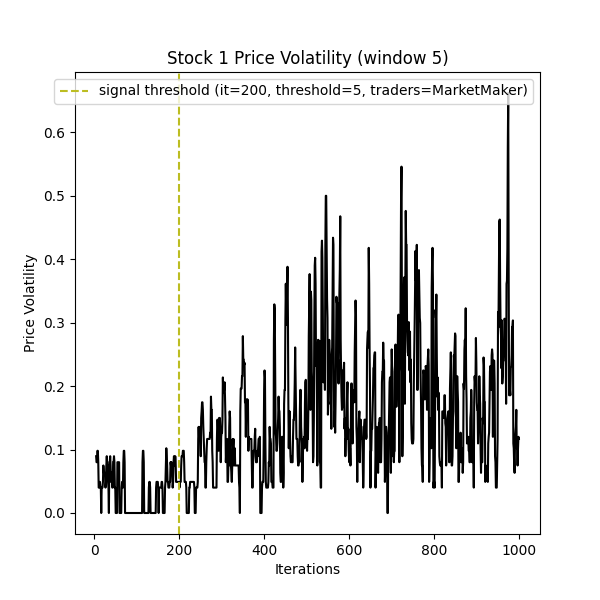 Stock 1 Price Volatility (window 5)
signal threshold (it=200, threshold=5, traders=MarketMaker)
0.6
0.5
0.4
0.3
0.2
0.1
0.0
Price Volatility
0 200 400 600 800 1000
Iterations